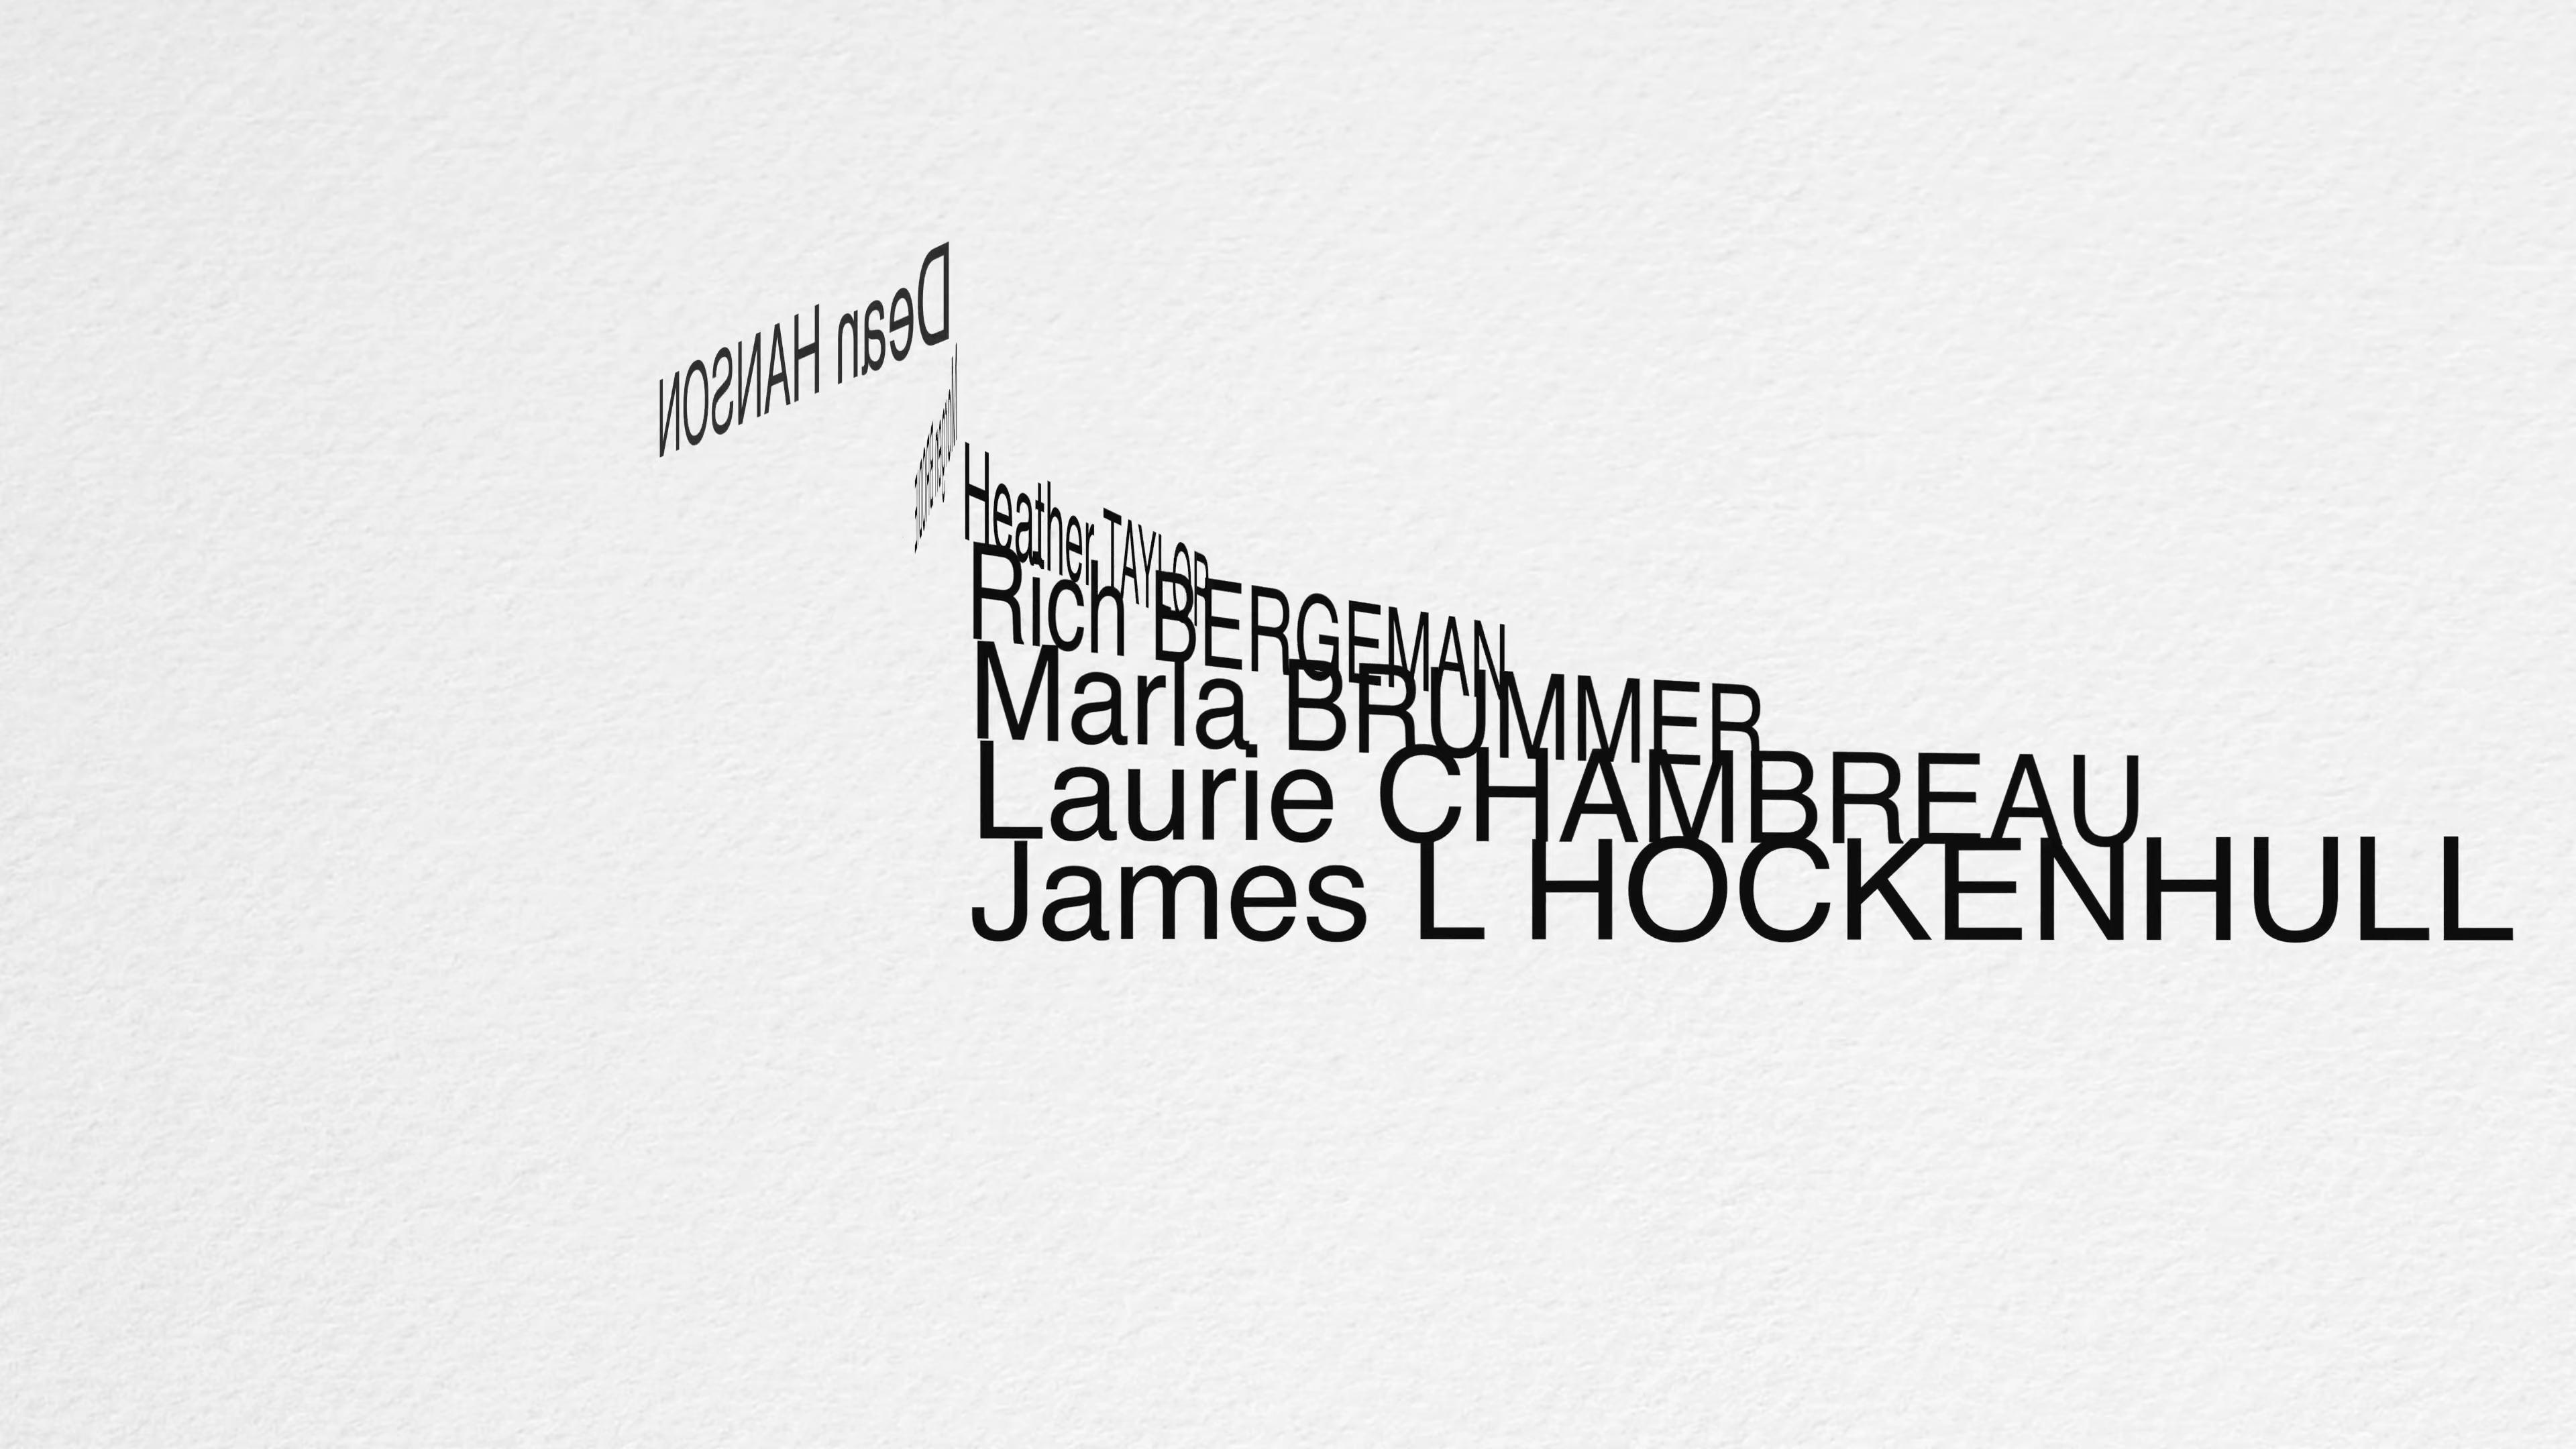 Dean HANSON
Heather TAYLOR
Rich BERGEMAN
Marla BRUMMER
Laurie CHAMBREAU
James L HOCKENHULL